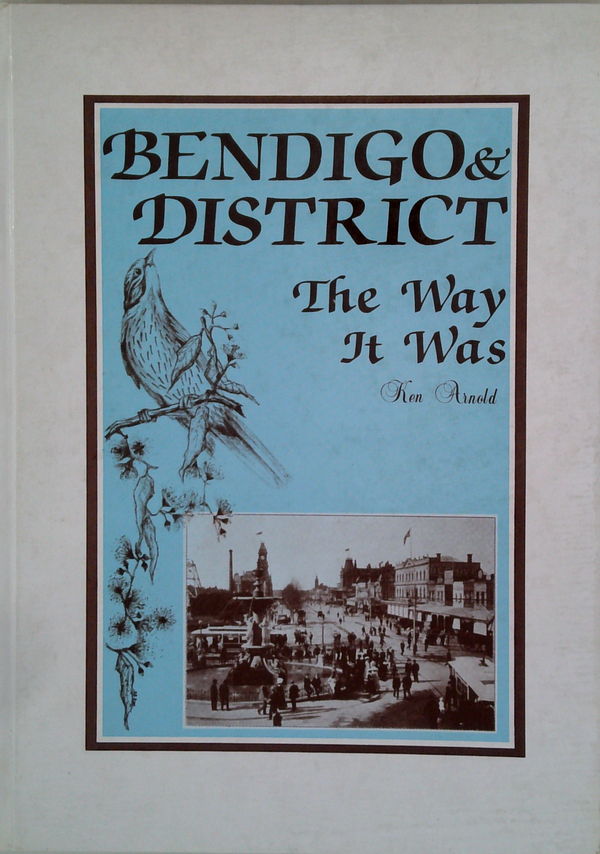 BENDIGO &
DISTRICT
The Way
It Was
Ken Arnold